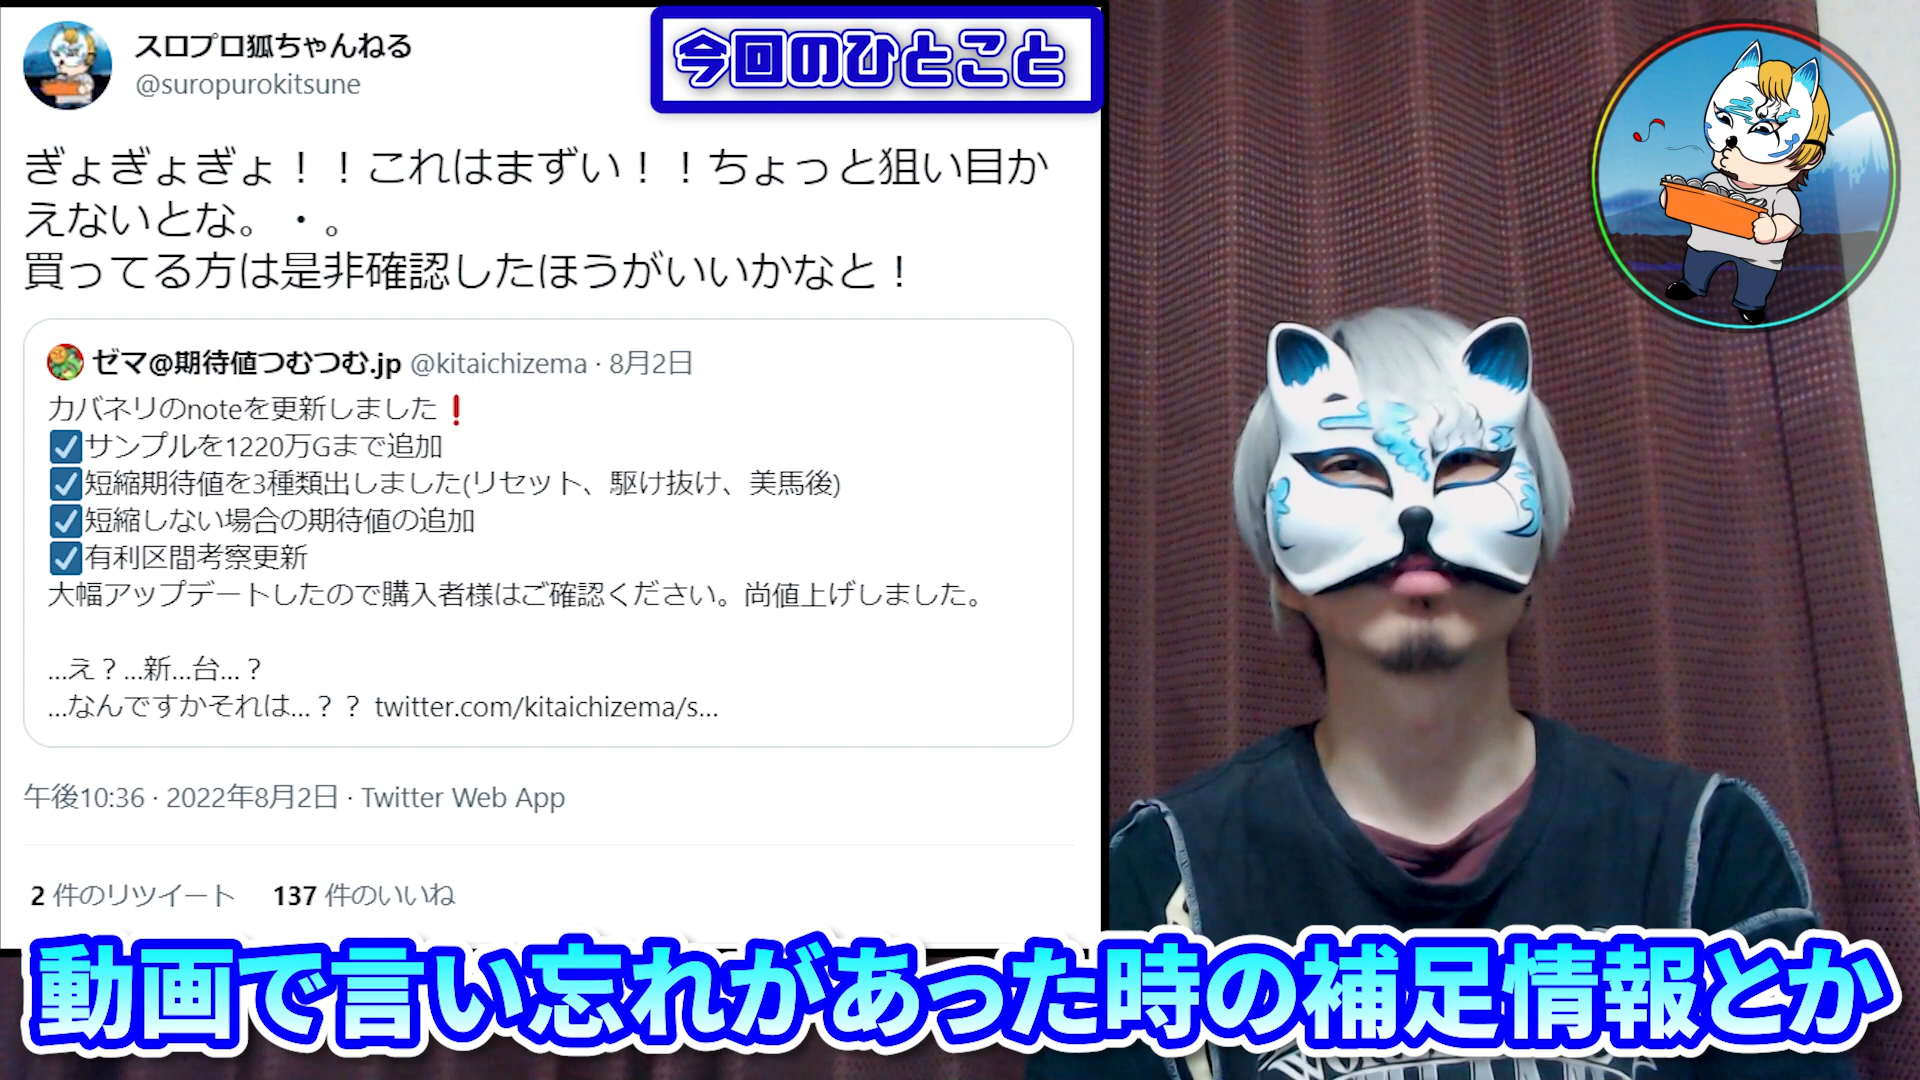 スロプロ狐ちゃんねる
@suropurokitsune
今回のひとこと
ぎょぎょぎょ！！これはまずい！！ちょっと狙い目か
えないとな。・。
買ってる方は是非確認したほうがいいかなと！
ゼマ@期待値つむつむ.jp @kitaichizema · 8月2日
カバネリのnoteを更新しました❗
☑サンプルを1220万Gまで追加
☑短縮期待値を3種類出しました(リセット、駆け抜け、美馬後)
☑短縮しない場合の期待値の追加
☑有利区間考察更新
大幅アップデートしたので購入者様はご確認ください。尚値上げしました。
...え？...新...台...？
...なんですかそれは...？？ twitter.com/kitaichizema/s...
午後10:36 · 2022年8月2日 · Twitter Web App
2 件のリツイート 137 件のいいね
動画で言い忘れがあった時の補足情報とか